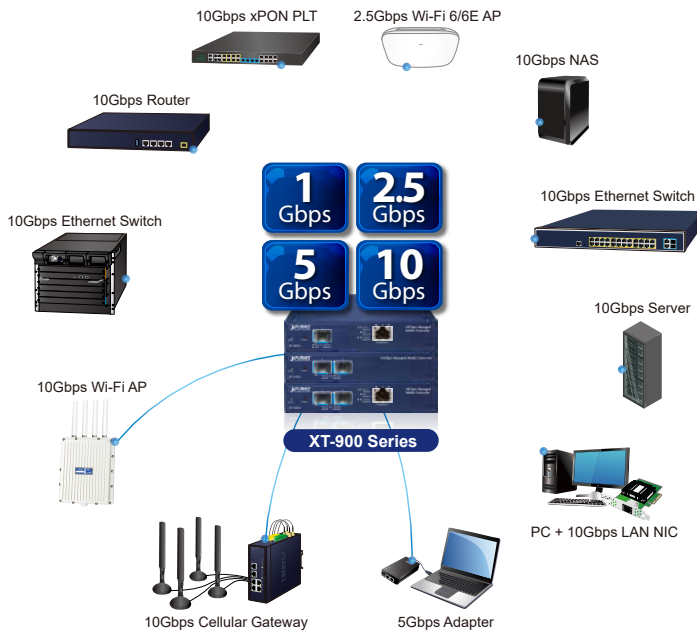 10Gbps xPON PLT
2.5Gbps Wi-Fi 6/6E AP
10Gbps NAS
10Gbps Router
1
Gbps
2.5
Gbps
10Gbps Ethernet Switch
10Gbps Ethernet Switch
5
Gbps
10
Gbps
10Gbps Server
10Gbps Wi-Fi AP
PLANET
XT-900 Series
PC + 10Gbps LAN NIC
10Gbps Cellular Gateway
5Gbps Adapter